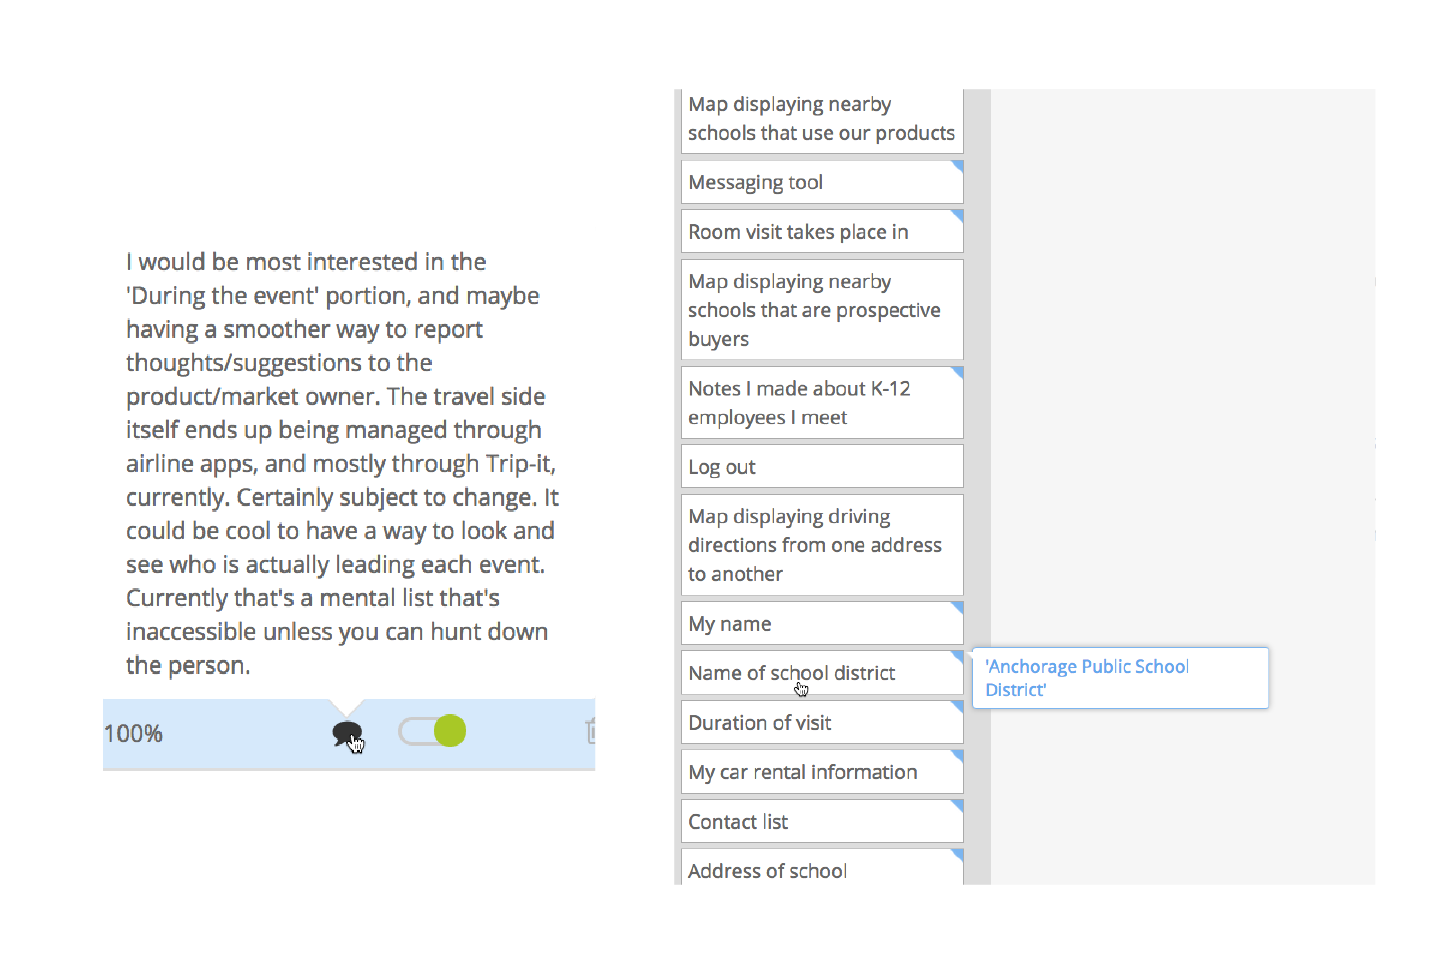 I would be most interested in the
'During the event' portion, and maybe
having a smoother way to report
thoughts/suggestions to the
product/market owner. The travel side
itself ends up being managed through
airline apps, and mostly through Trip-it,
currently. Certainly subject to change. It
could be cool to have a way to look and
see who is actually leading each event.
Currently that's a mental list that's
inaccessible unless you can hunt down
the person.
100%
Map displaying nearby
schools that use our products
Messaging tool
Room visit takes place in
Map displaying nearby
schools that are prospective
buyers
Notes I made about K-12
employees I meet
Log out
Map displaying driving
directions from one address
to another
My name
Name of school district
'Anchorage Public School
District'
Duration of visit
My car rental information
Contact list
Address of school